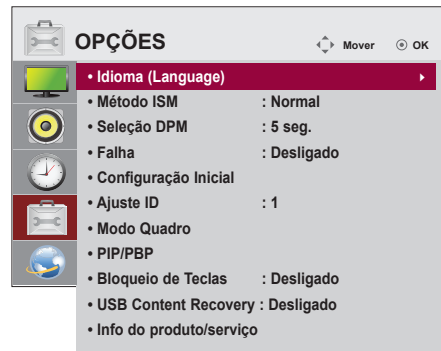 OPÇÕES Mover OK
• Idioma (Language)
• Método ISM : Normal
• Seleção DPM : 5 seg.
• Falha : Desligado
• Configuração Inicial
• Ajuste ID : 1
• Modo Quadro
• PIP/PBP
• Bloqueio de Teclas : Desligado
• USB Content Recovery : Desligado
• Info do produto/serviço